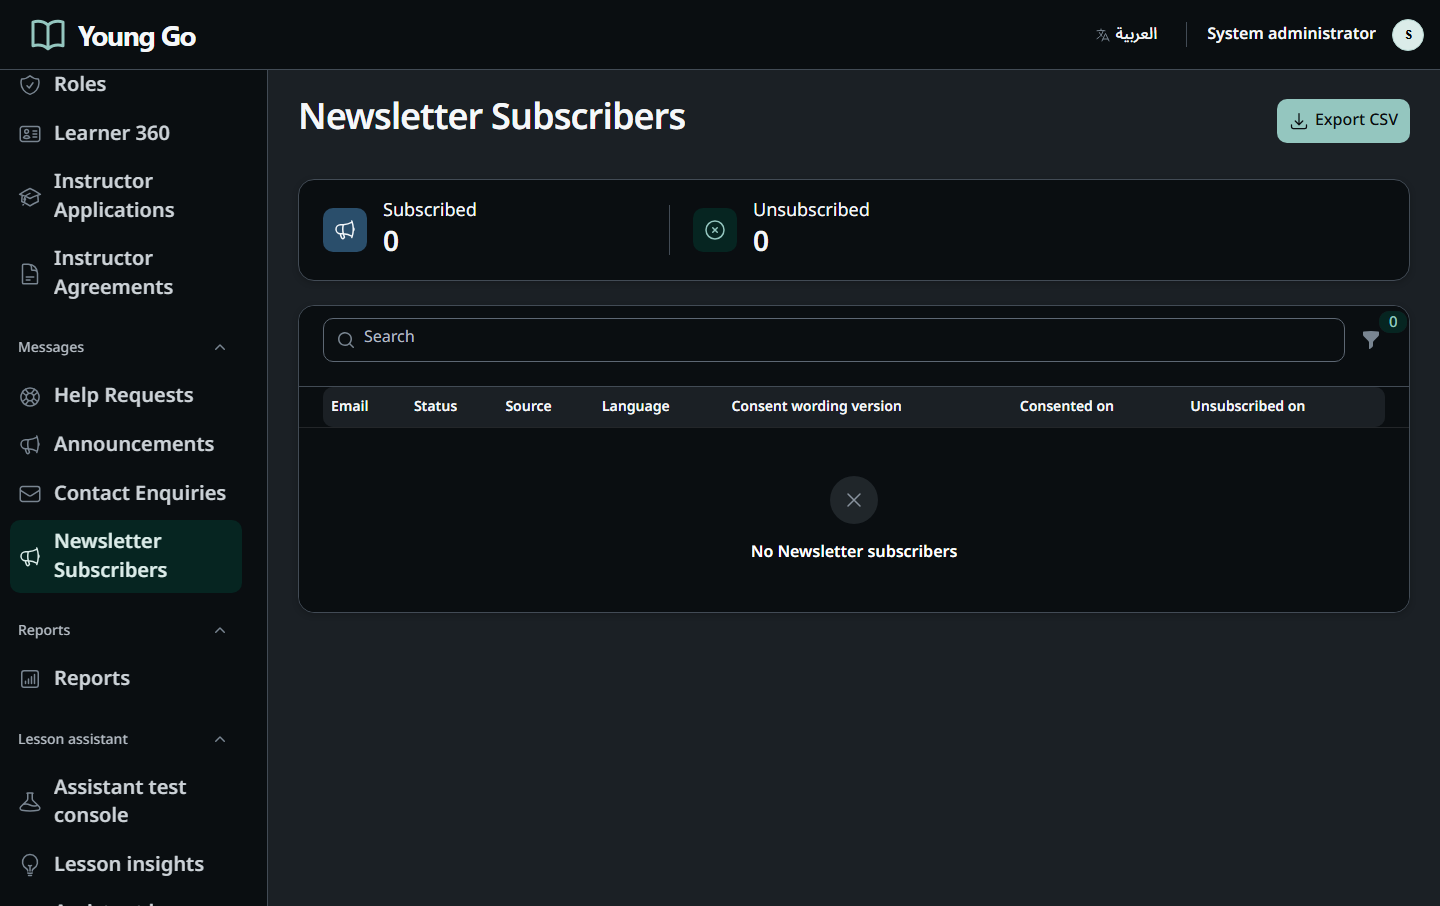 Young Go
العربية
System administrator
S
Roles
Learner 360
Instructor
Applications
Instructor
Agreements
Messages
Help Requests
Announcements
Contact Enquiries
Newsletter
Subscribers
Reports
Reports
Lesson assistant
Assistant test
console
Lesson insights
Newsletter Subscribers
Export CSV
Subscribed
0
Unsubscribed
0
Search
0
Email Status Source Language Consent wording version Consented on Unsubscribed on
No Newsletter subscribers